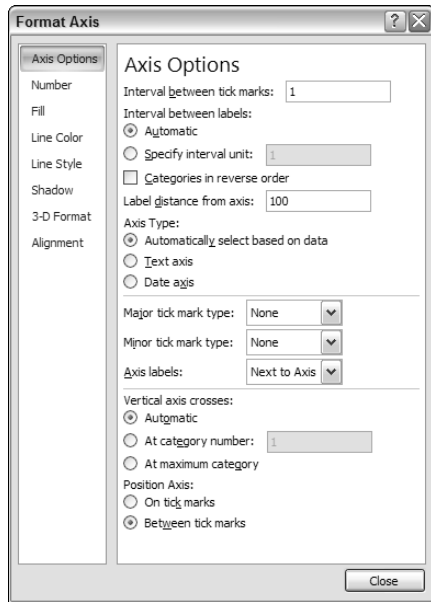 Format Axis
Axis Options
Number
Fill
Line Color
Line Style
Shadow
3-D Format
Alignment
Axis Options
Interval between tick marks: 1
Interval between labels:
Automatic
Specify interval unit: 1
Categories in reverse order
Label distance from axis: 100
Axis Type:
Automatically select based on data
Text axis
Date axis
Major tick mark type: None
Minor tick mark type: None
Axis labels: Next to Axis
Vertical axis crosses:
Automatic
At category number: 1
At maximum category
Position Axis:
On tick marks
Between tick marks
Close